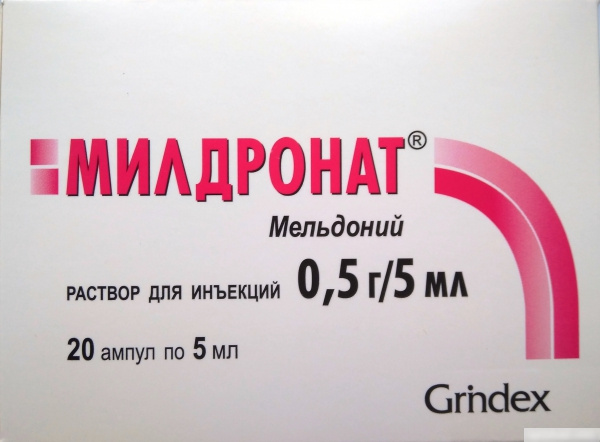 МИЛДРОНАТ®
Мельдоний
РАСТВОР ДЛЯ ИНЪЕКЦИЙ 0,5 г/5 мл
20 ампул по 5 мл
Grindex